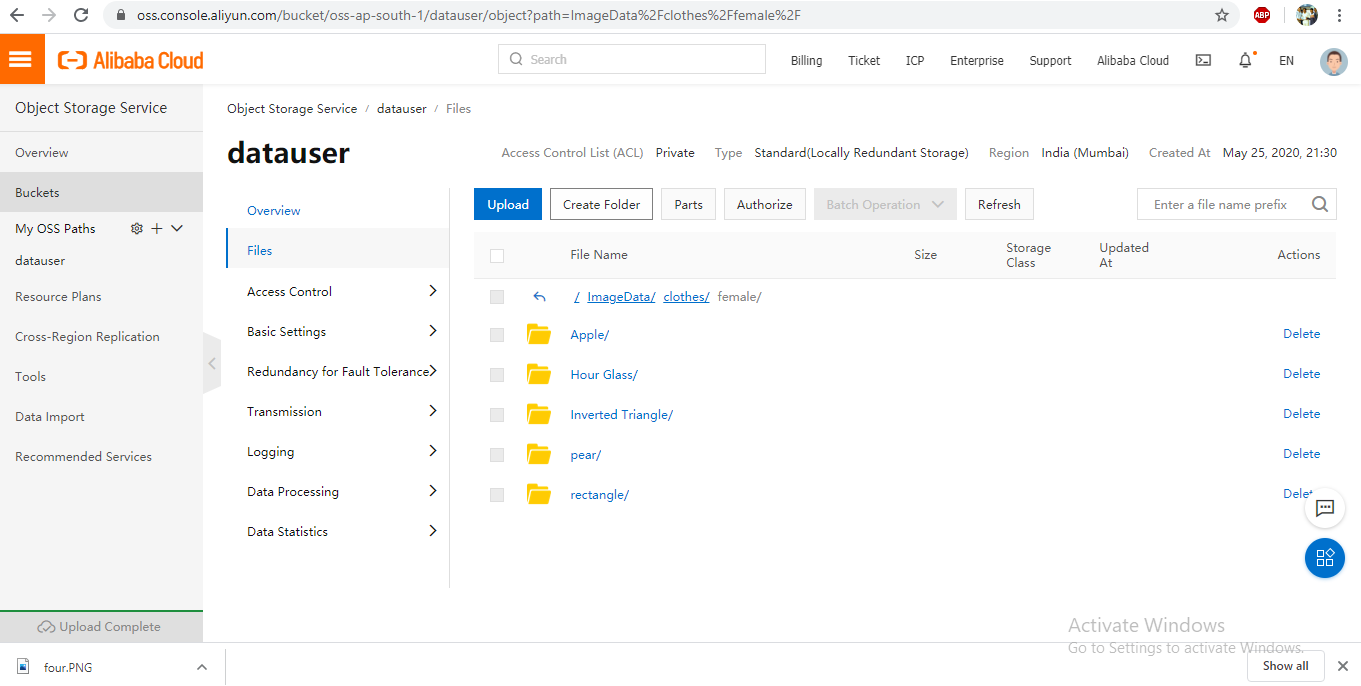 oss.console.aliyun.com/bucket/oss-ap-south-1/datauser/object?path=ImageData%2Fclothes%2Ffemale%2F
ABP
Alibaba Cloud
Search
Billing Ticket ICP Enterprise Support Alibaba Cloud EN
Object Storage Service
Overview
Buckets
My OSS Paths
datauser
Resource Plans
Cross-Region Replication
Tools
Data Import
Recommended Services
Upload Complete
Object Storage Service / datauser / Files
datauser
Access Control List (ACL) Private Type Standard(Locally Redundant Storage) Region India (Mumbai) Created At May 25, 2020, 21:30
Overview
Files
Access Control
Basic Settings
Redundancy for Fault Tolerance
Transmission
Logging
Data Processing
Data Statistics
Upload Create Folder Parts Authorize Batch Operation Refresh Enter a file name prefix
File Name Size Storage Class Updated At Actions
/ ImageData/ clothes/ female/
Apple/ Delete
Hour Glass/ Delete
Inverted Triangle/ Delete
pear/ Delete
rectangle/ Delet
Activate Windows
Go to Settings to activate Windows.
four.PNG
Show all